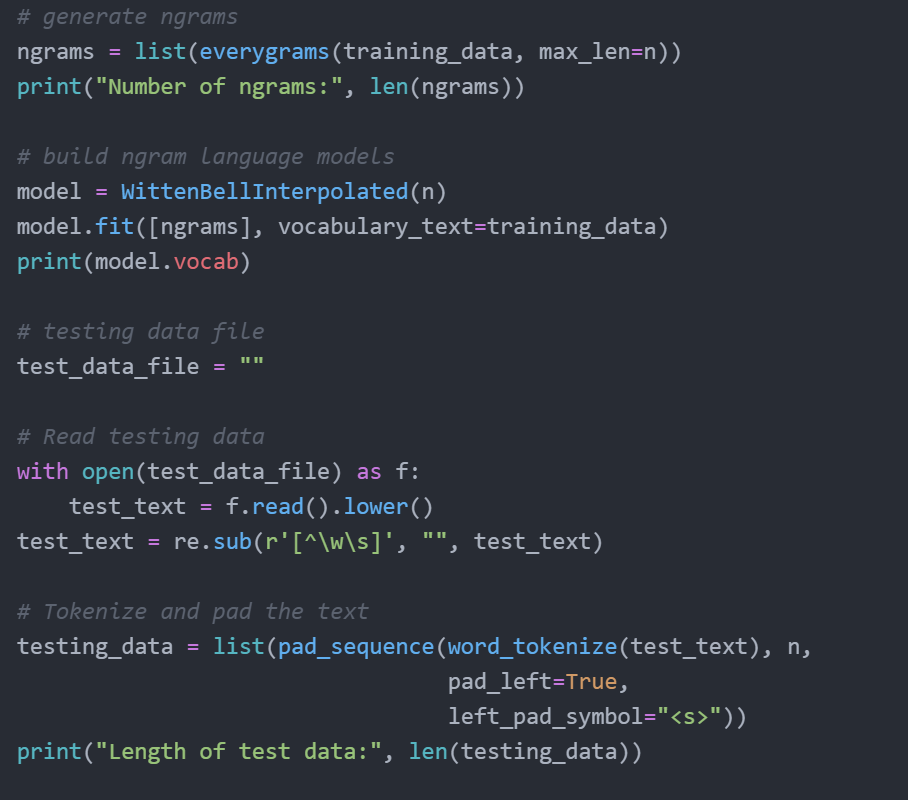 # generate ngrams
ngrams = list(everygrams(training_data, max_len=n))
print("Number of ngrams:", len(ngrams))

# build ngram language models
model = WittenBellInterpolated(n)
model.fit([ngrams], vocabulary_text=training_data)
print(model.vocab)

# testing data file
test_data_file = ""

# Read testing data
with open(test_data_file) as f:
    test_text = f.read().lower()
test_text = re.sub(r'[^\w\s]', "", test_text)

# Tokenize and pad the text
testing_data = list(pad_sequence(word_tokenize(test_text), n,
                                 pad_left=True,
                                 left_pad_symbol="<s>"))
print("Length of test data:", len(testing_data))